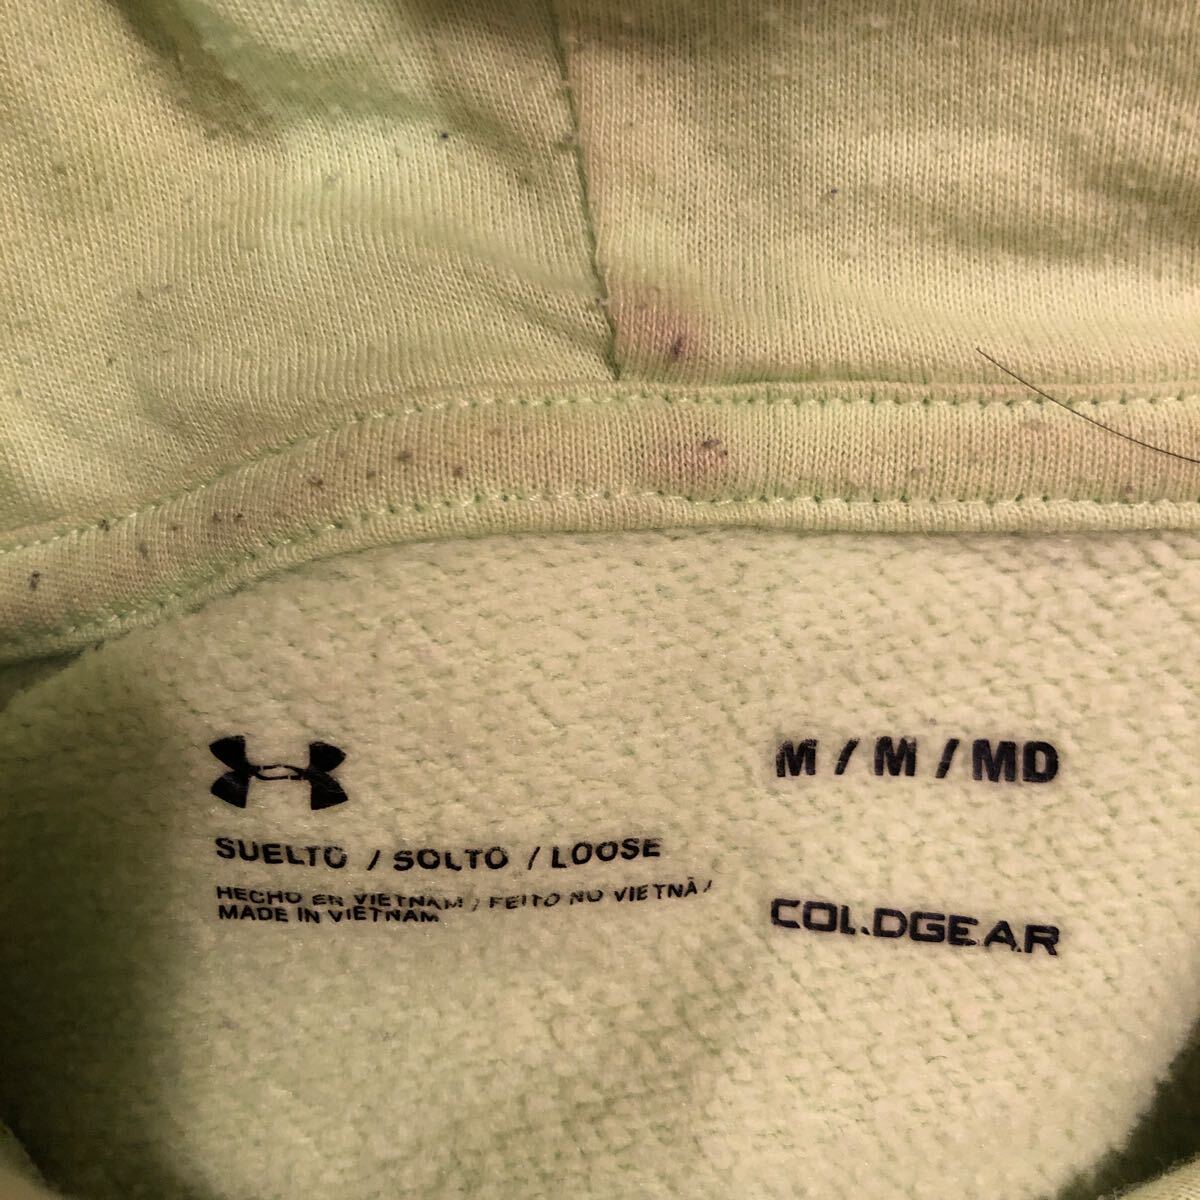 M / M / MD
SUELTO / SOLTO / LOOSE
HECHO EN VIETNAM / FEITO NO VIETNÃ /
MADE IN VIETNAM
COLDGEAR